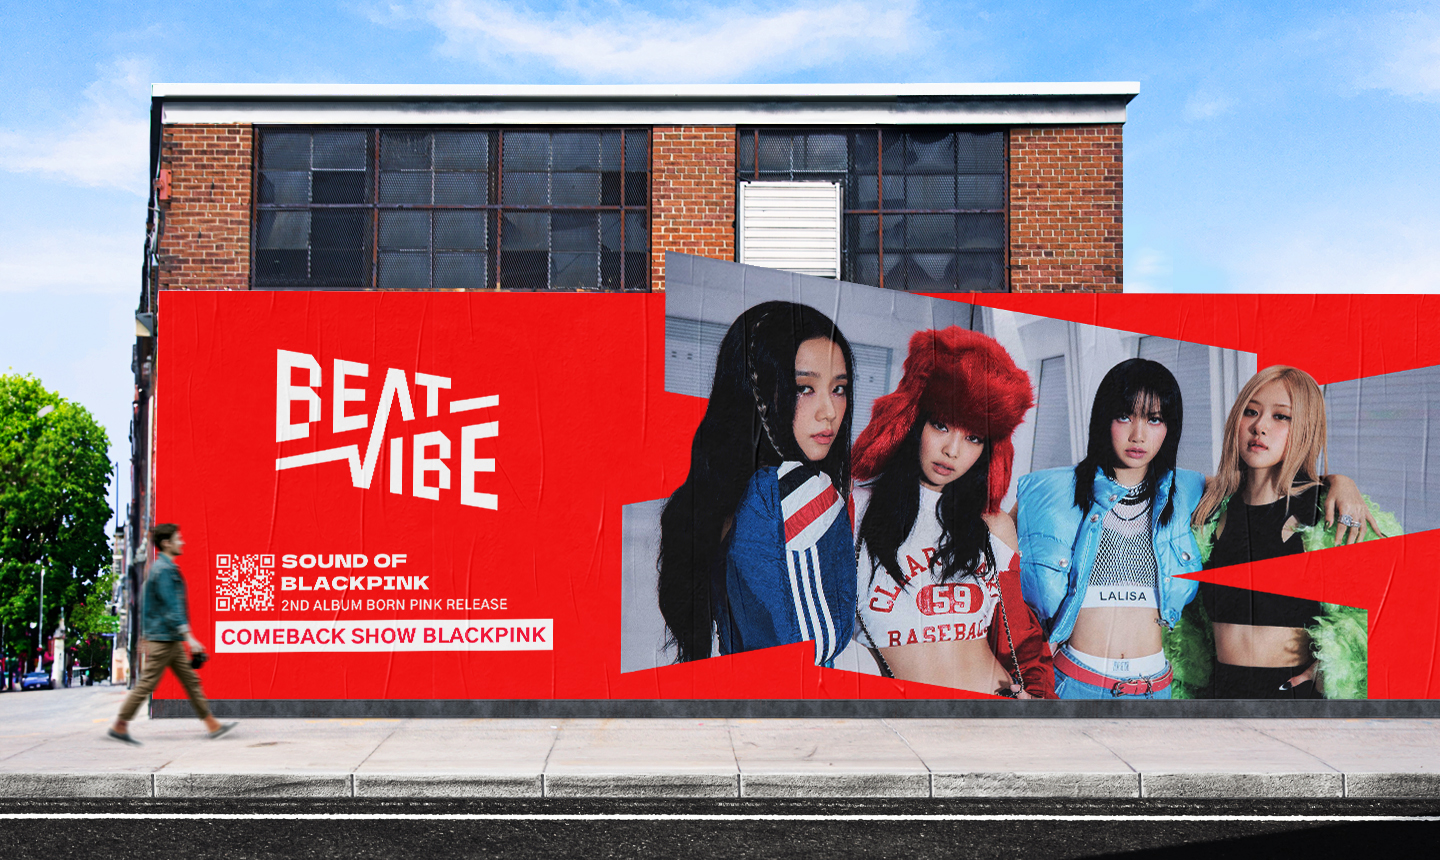 BEAT
VIBE
SOUND OF
BLACKPINK
2ND ALBUM BORN PINK RELEASE
COMEBACK SHOW BLACKPINK
59
BASEBAL
LALISA